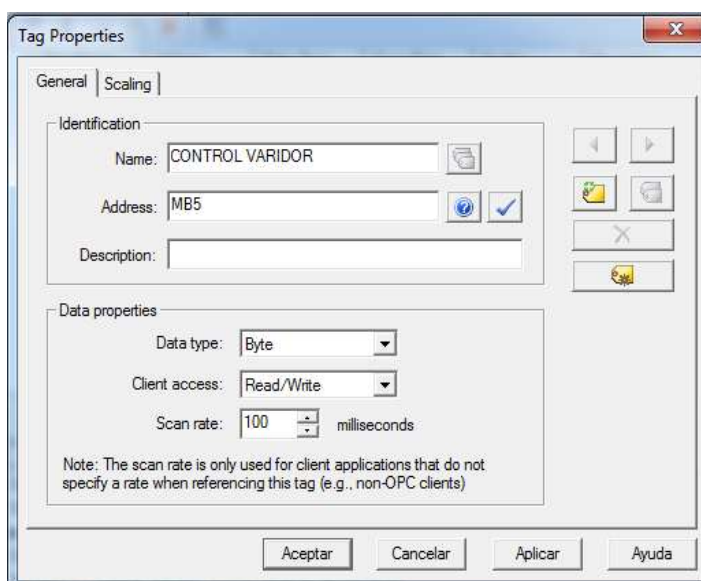 Tag Properties
General
Scaling
Identification
Name: CONTROL VARIDOR
Address: MB5
Description:
Data properties
Data type: Byte
Client access: Read/Write
Scan rate: 100 milliseconds
Note: The scan rate is only used for client applications that do not
specify a rate when referencing this tag (e.g., non-OPC clients)
Aceptar
Cancelar
Aplicar
Ayuda